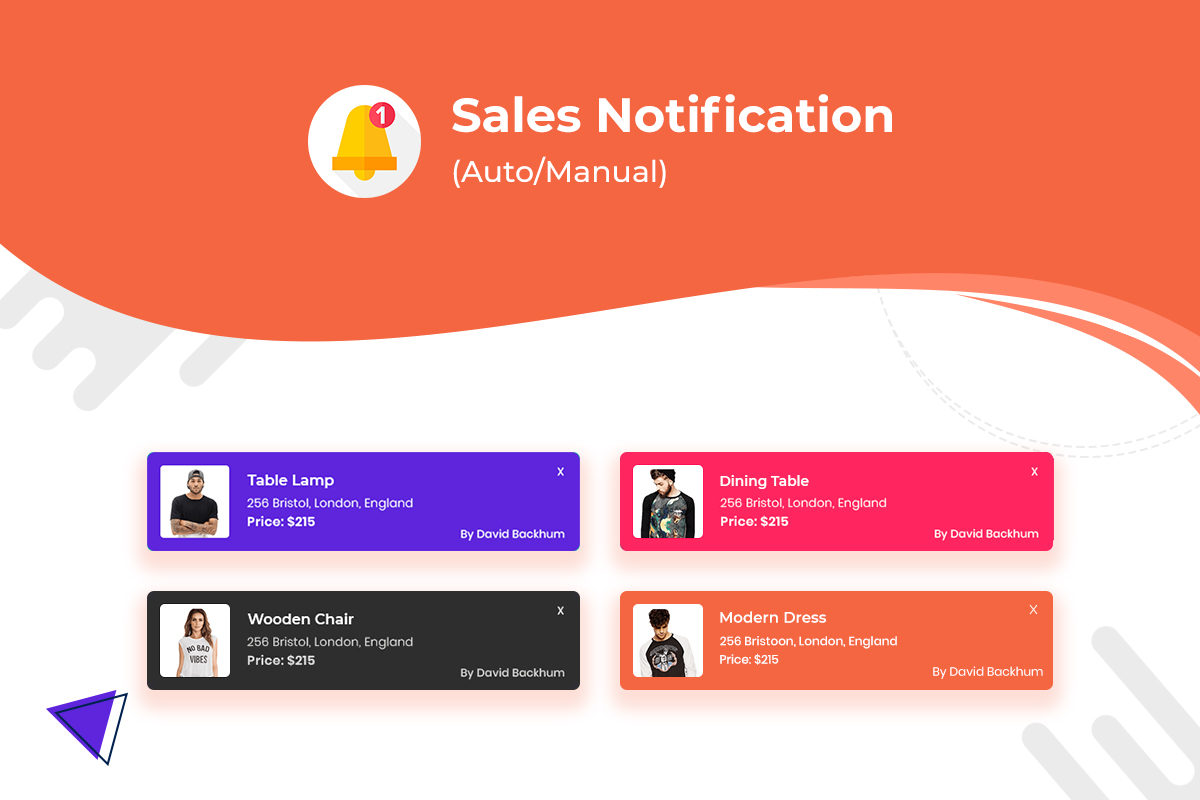 1
Sales Notification
(Auto/Manual)
Table Lamp
X
256 Bristol, London, England
Price: $215
By David Backhum
Dining Table
X
256 Bristol, London, England
Price: $215
By David Backhum
Wooden Chair
X
NO BAD
VIBES
256 Bristol, London, England
Price: $215
By David Backhum
Modern Dress
X
256 Bristoon, London, England
Price: $215
By David Backhum